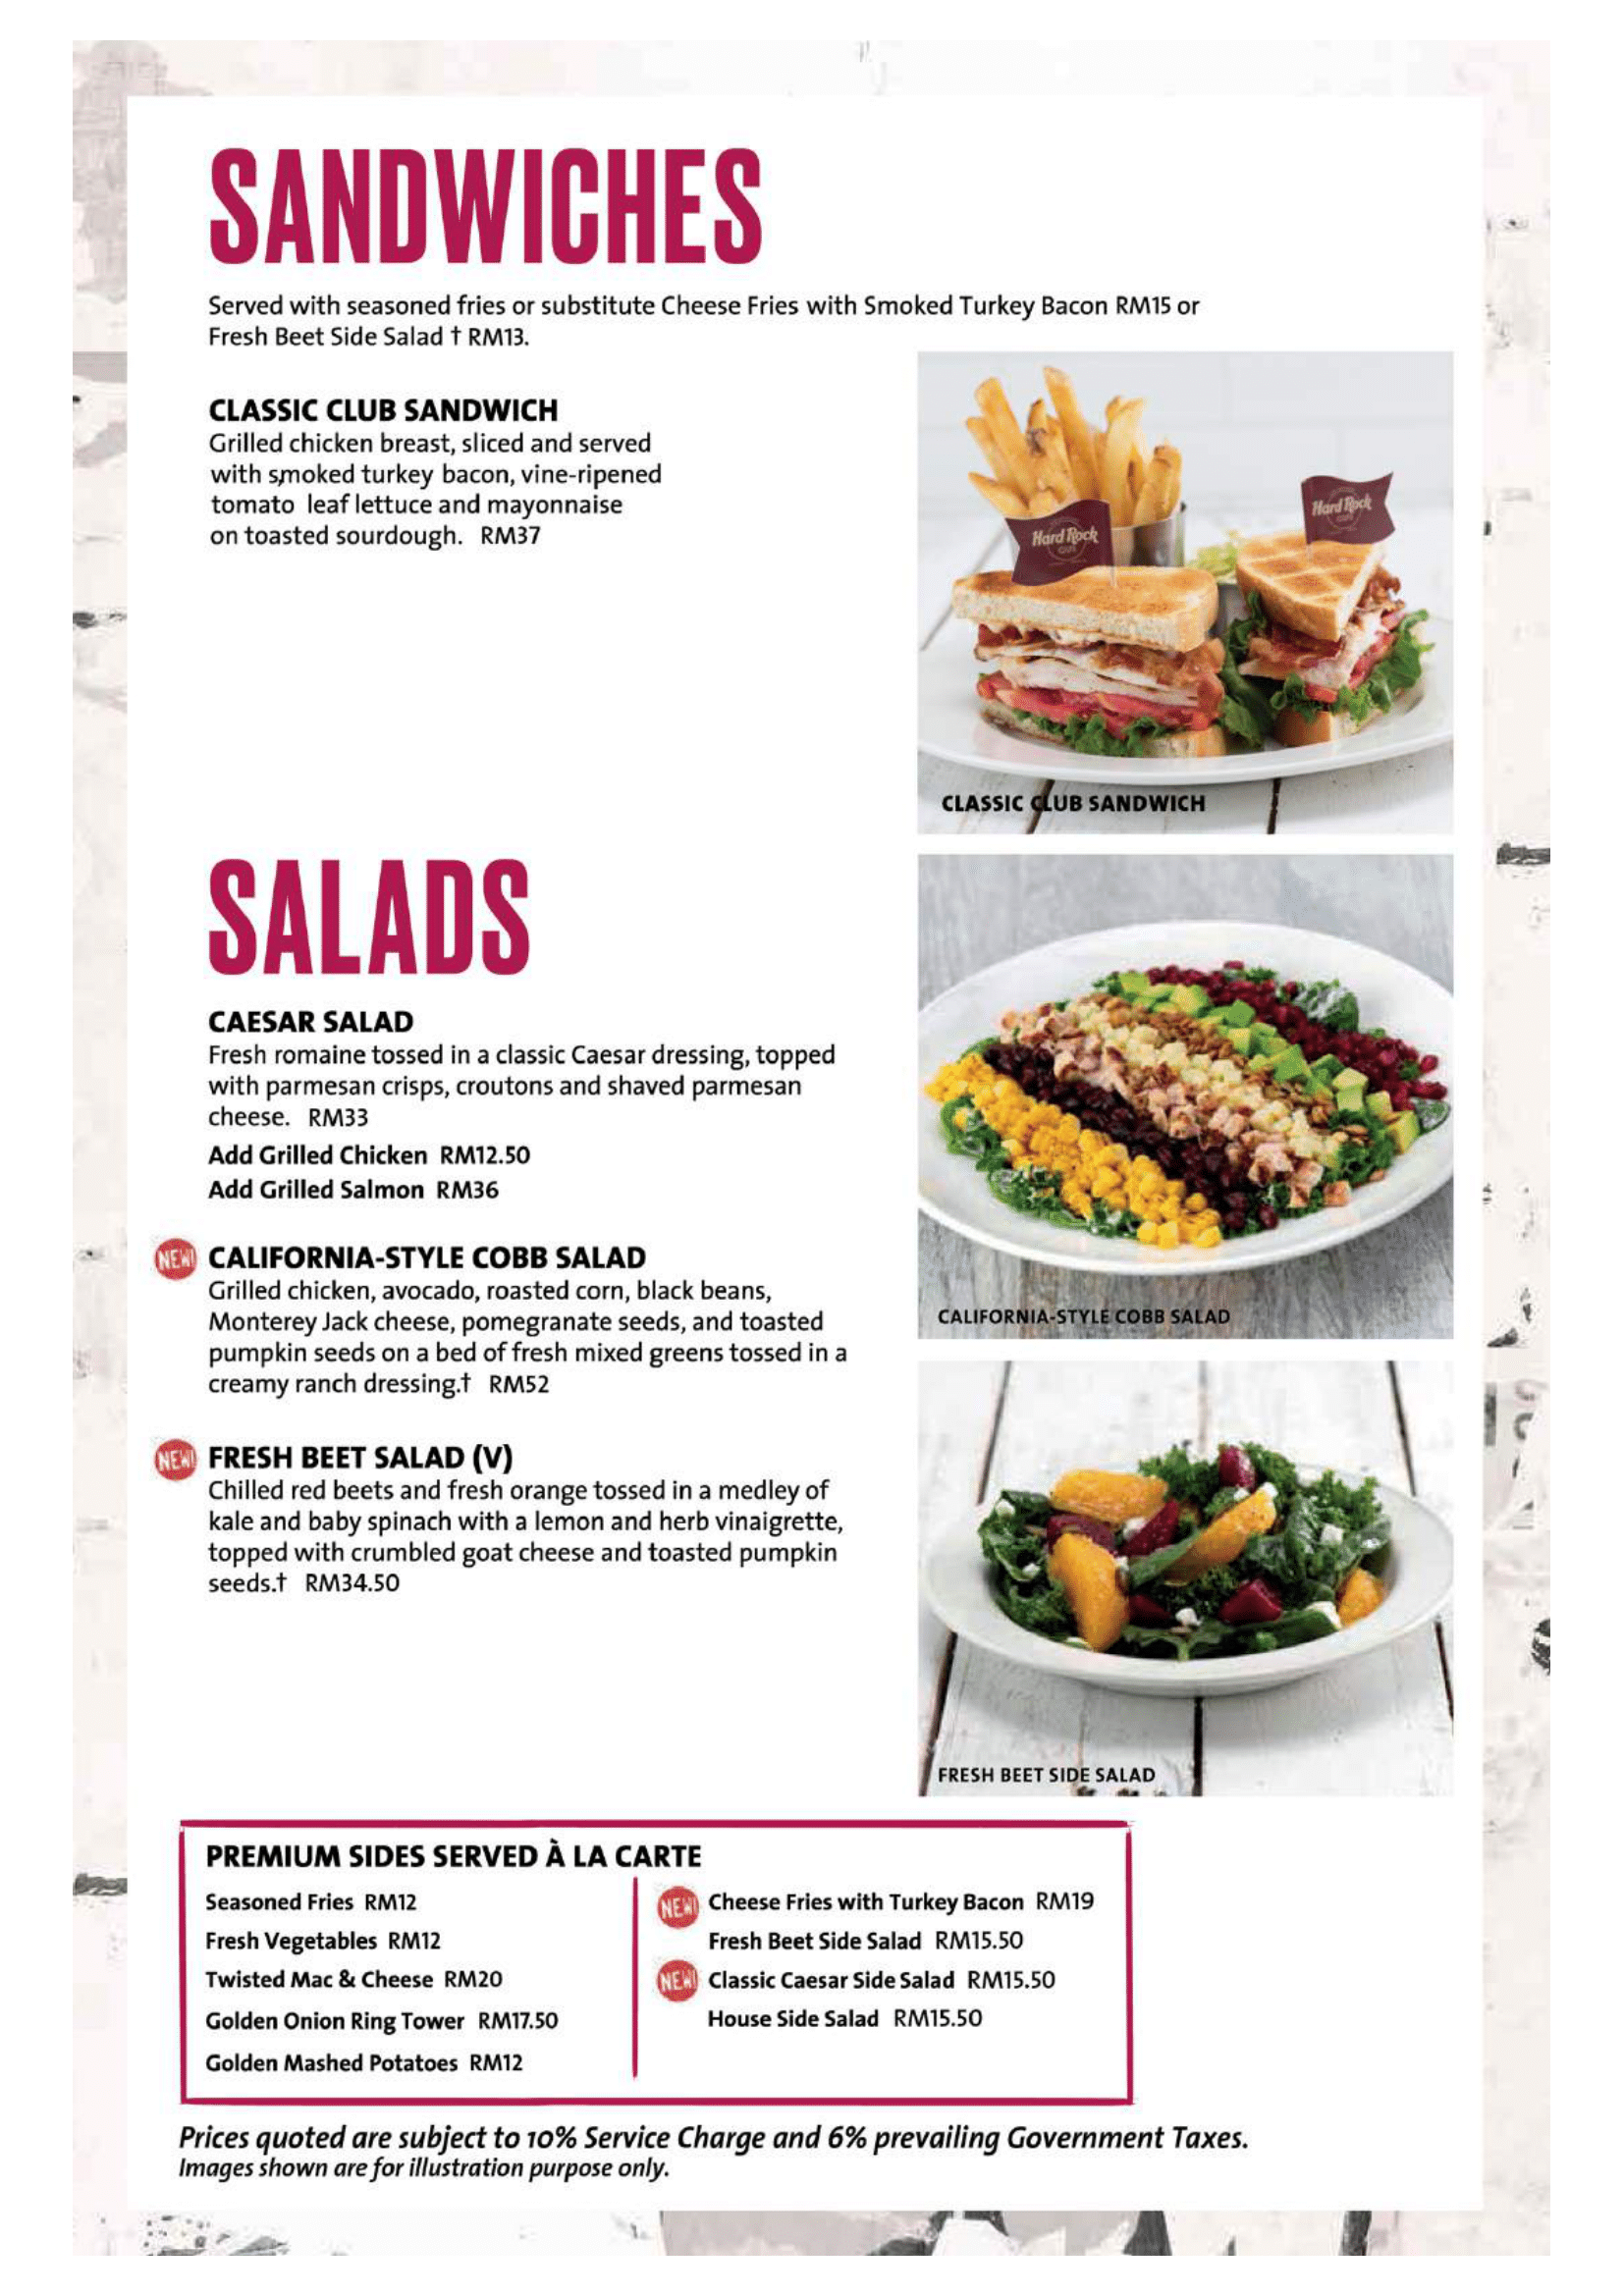 SANDWICHES
Served with seasoned fries or substitute Cheese Fries with Smoked Turkey Bacon RM15 or
Fresh Beet Side Salad † RM13.
CLASSIC CLUB SANDWICH
Grilled chicken breast, sliced and served
with smoked turkey bacon, vine-ripened
tomato leaf lettuce and mayonnaise
on toasted sourdough. RM37
Hard Rock
CAFE
Hard Rock
CAFE
CLASSIC CLUB SANDWICH
SALADS
CAESAR SALAD
Fresh romaine tossed in a classic Caesar dressing, topped
with parmesan crisps, croutons and shaved parmesan
cheese. RM33
Add Grilled Chicken RM12.50
Add Grilled Salmon RM36
NEW! CALIFORNIA-STYLE COBB SALAD
Grilled chicken, avocado, roasted corn, black beans,
Monterey Jack cheese, pomegranate seeds, and toasted
pumpkin seeds on a bed of fresh mixed greens tossed in a
creamy ranch dressing.† RM52
CALIFORNIA-STYLE COBB SALAD
NEW! FRESH BEET SALAD (V)
Chilled red beets and fresh orange tossed in a medley of
kale and baby spinach with a lemon and herb vinaigrette,
topped with crumbled goat cheese and toasted pumpkin
seeds.† RM34.50
FRESH BEET SIDE SALAD
PREMIUM SIDES SERVED À LA CARTE
Seasoned Fries RM12
Fresh Vegetables RM12
Twisted Mac & Cheese RM20
Golden Onion Ring Tower RM17.50
Golden Mashed Potatoes RM12
NEW! Cheese Fries with Turkey Bacon RM19
Fresh Beet Side Salad RM15.50
NEW! Classic Caesar Side Salad RM15.50
House Side Salad RM15.50
Prices quoted are subject to 10% Service Charge and 6% prevailing Government Taxes.
Images shown are for illustration purpose only.